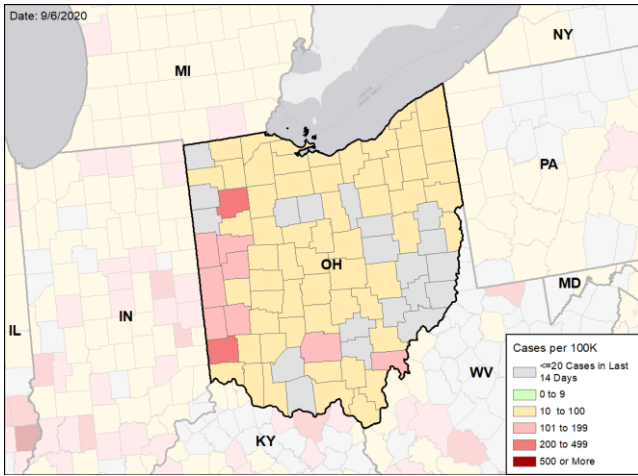 Date: 9/6/2020
NY
MI
PA
OH
MD
IL
IN
WV
KY
Cases per 100K
<=20 Cases in Last
14 Days
0 to 9
10 to 100
101 to 199
200 to 499
500 or More